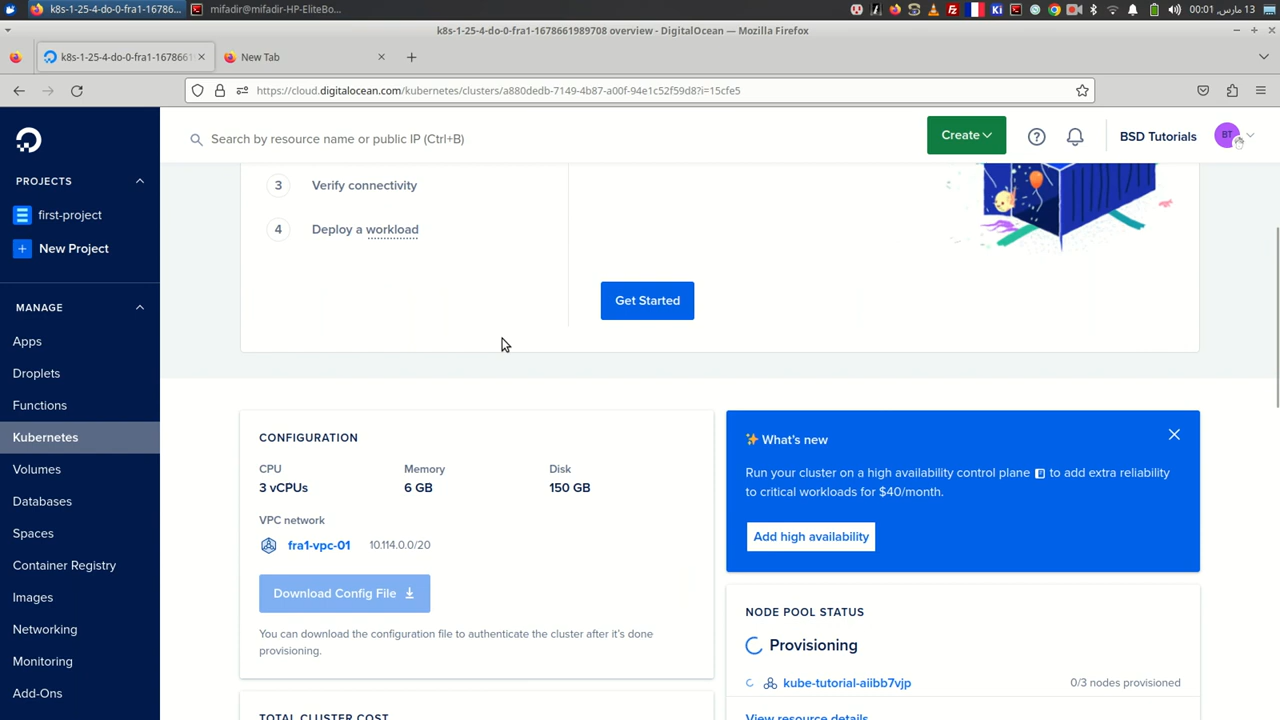 k8s-1-25-4-do-0-fra1-16786...
mifadir@mifadir-HP-EliteBo...
13 مارس, 00:01
k8s-1-25-4-do-0-fra1-1678661989708 overview - DigitalOcean — Mozilla Firefox
k8s-1-25-4-do-0-fra1-1678661
New Tab
https://cloud.digitalocean.com/kubernetes/clusters/a880dedb-7149-4b87-a00f-94e1c52f59d8?i=15cfe5
Search by resource name or public IP (Ctrl+B)
Create
BSD Tutorials
BT
PROJECTS
first-project
New Project
MANAGE
Apps
Droplets
Functions
Kubernetes
Volumes
Databases
Spaces
Container Registry
Images
Networking
Monitoring
Add-Ons
3 Verify connectivity
4 Deploy a workload
Get Started
CONFIGURATION
CPU Memory Disk
3 vCPUs 6 GB 150 GB
VPC network
fra1-vpc-01 10.114.0.0/20
Download Config File
You can download the configuration file to authenticate the cluster after it's done
provisioning.
TOTAL CLUSTER COST
What's new
Run your cluster on a high availability control plane to add extra reliability
to critical workloads for $40/month.
Add high availability
NODE POOL STATUS
Provisioning
kube-tutorial-aiibb7vjp 0/3 nodes provisioned
View resource details